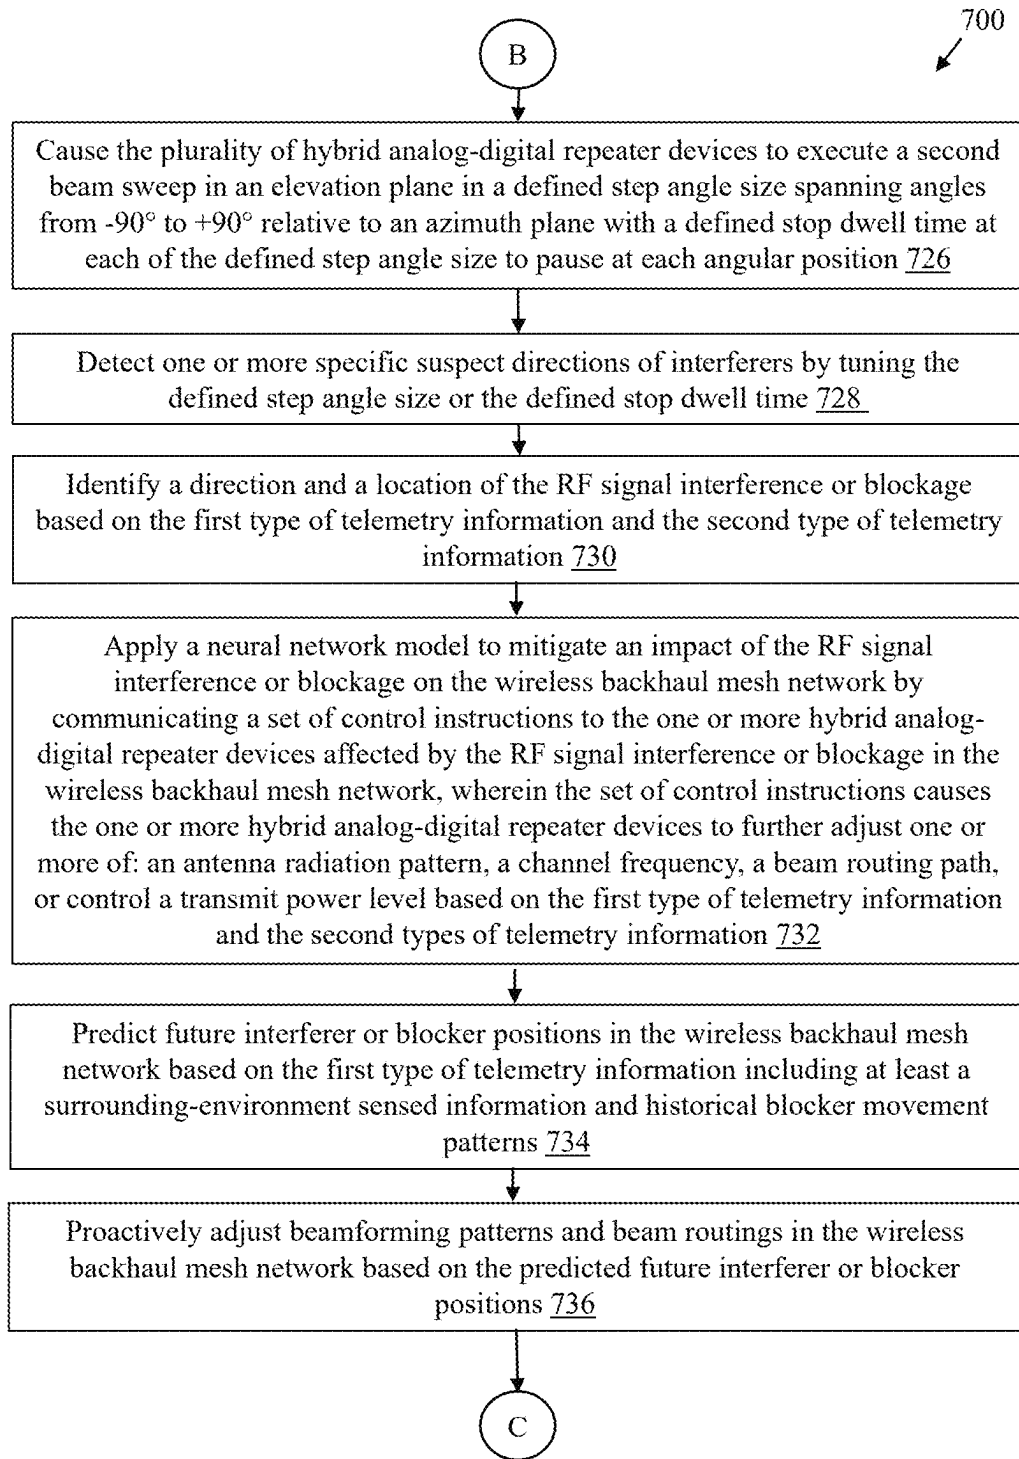 700
B
Cause the plurality of hybrid analog-digital repeater devices to execute a second
beam sweep in an elevation plane in a defined step angle size spanning angles
from -90° to +90° relative to an azimuth plane with a defined stop dwell time at
each of the defined step angle size to pause at each angular position 726
Detect one or more specific suspect directions of interferers by tuning the
defined step angle size or the defined stop dwell time 728
Identify a direction and a location of the RF signal interference or blockage
based on the first type of telemetry information and the second type of telemetry
information 730
Apply a neural network model to mitigate an impact of the RF signal
interference or blockage on the wireless backhaul mesh network by
communicating a set of control instructions to the one or more hybrid analog-
digital repeater devices affected by the RF signal interference or blockage in the
wireless backhaul mesh network, wherein the set of control instructions causes
the one or more hybrid analog-digital repeater devices to further adjust one or
more of: an antenna radiation pattern, a channel frequency, a beam routing path,
or control a transmit power level based on the first type of telemetry information
and the second types of telemetry information 732
Predict future interferer or blocker positions in the wireless backhaul mesh
network based on the first type of telemetry information including at least a
surrounding-environment sensed information and historical blocker movement
patterns 734
Proactively adjust beamforming patterns and beam routings in the wireless
backhaul mesh network based on the predicted future interferer or blocker
positions 736
C